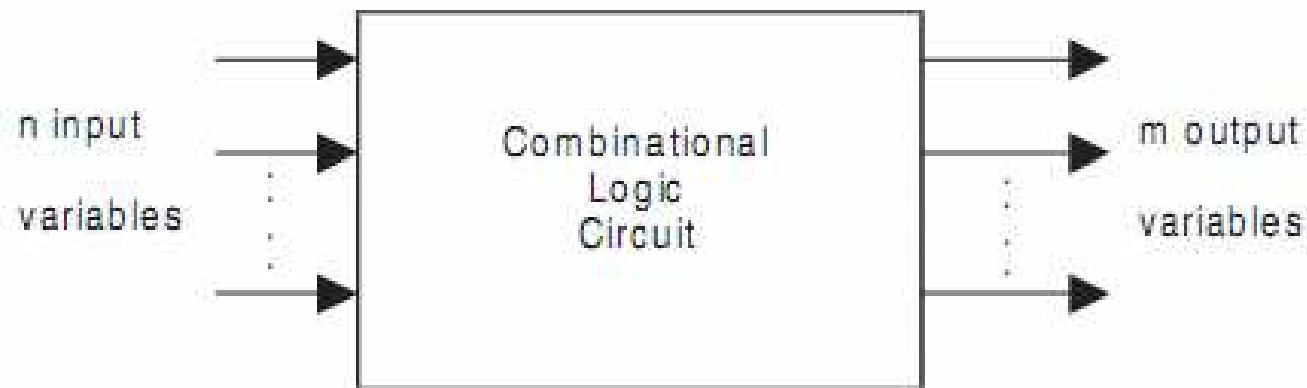 n input
variables
Combinational
Logic
Circuit
m output
variables